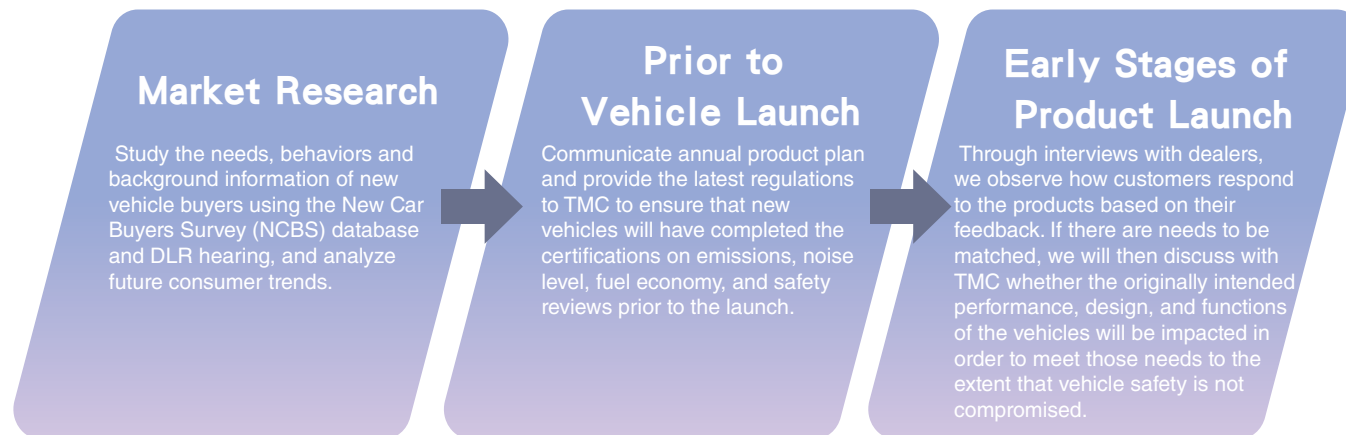 Market Research
Study the needs, behaviors and
background information of new
vehicle buyers using the New Car
Buyers Survey (NCBS) database
and DLR hearing, and analyze
future consumer trends.
Prior to
Vehicle Launch
Communicate annual product plan
and provide the latest regulations
to TMC to ensure that new
vehicles will have completed the
certifications on emissions, noise
level, fuel economy, and safety
reviews prior to the launch.
Early Stages of
Product Launch
Through interviews with dealers,
we observe how customers respond
to the products based on their
feedback. If there are needs to be
matched, we will then discuss with
TMC whether the originally intended
performance, design, and functions
of the vehicles will be impacted in
order to meet those needs to the
extent that vehicle safety is not
compromised.